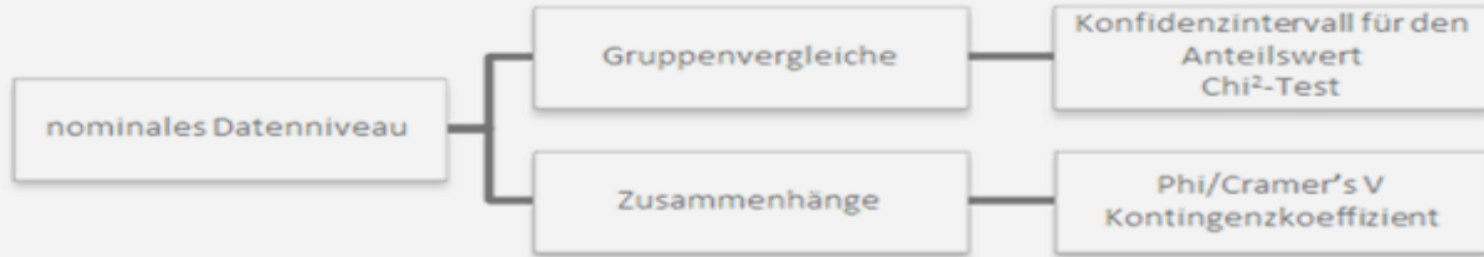 nominales Datenniveau
Gruppenvergleiche
Konfidenzintervall für den
Anteilswert
Chi²-Test
Zusammenhänge
Phi/Cramer's V
Kontingenzkoeffizient